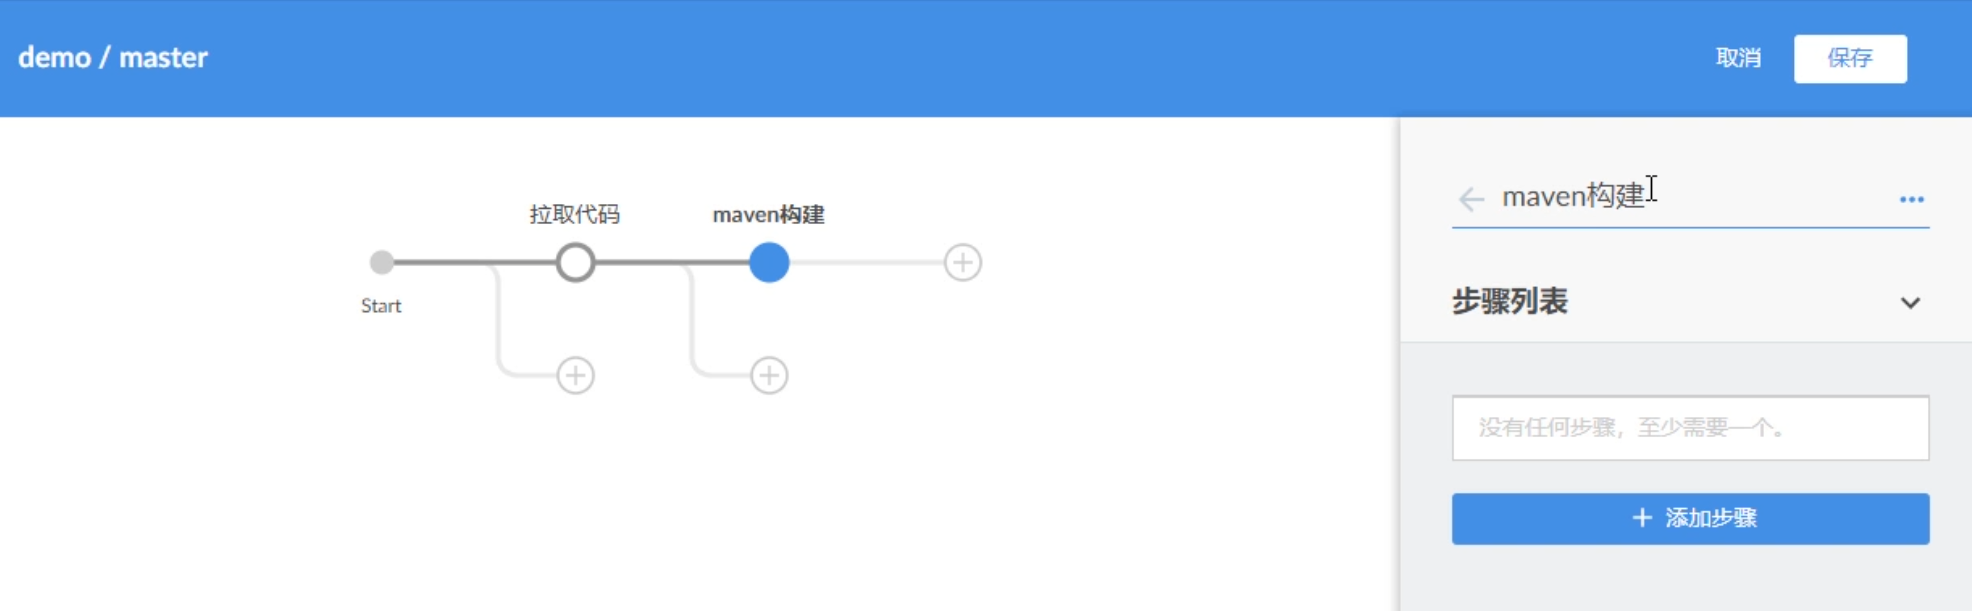 demo / master
取消
保存
拉取代码
maven构建
Start
maven构建
步骤列表
没有任何步骤，至少需要一个。
添加步骤